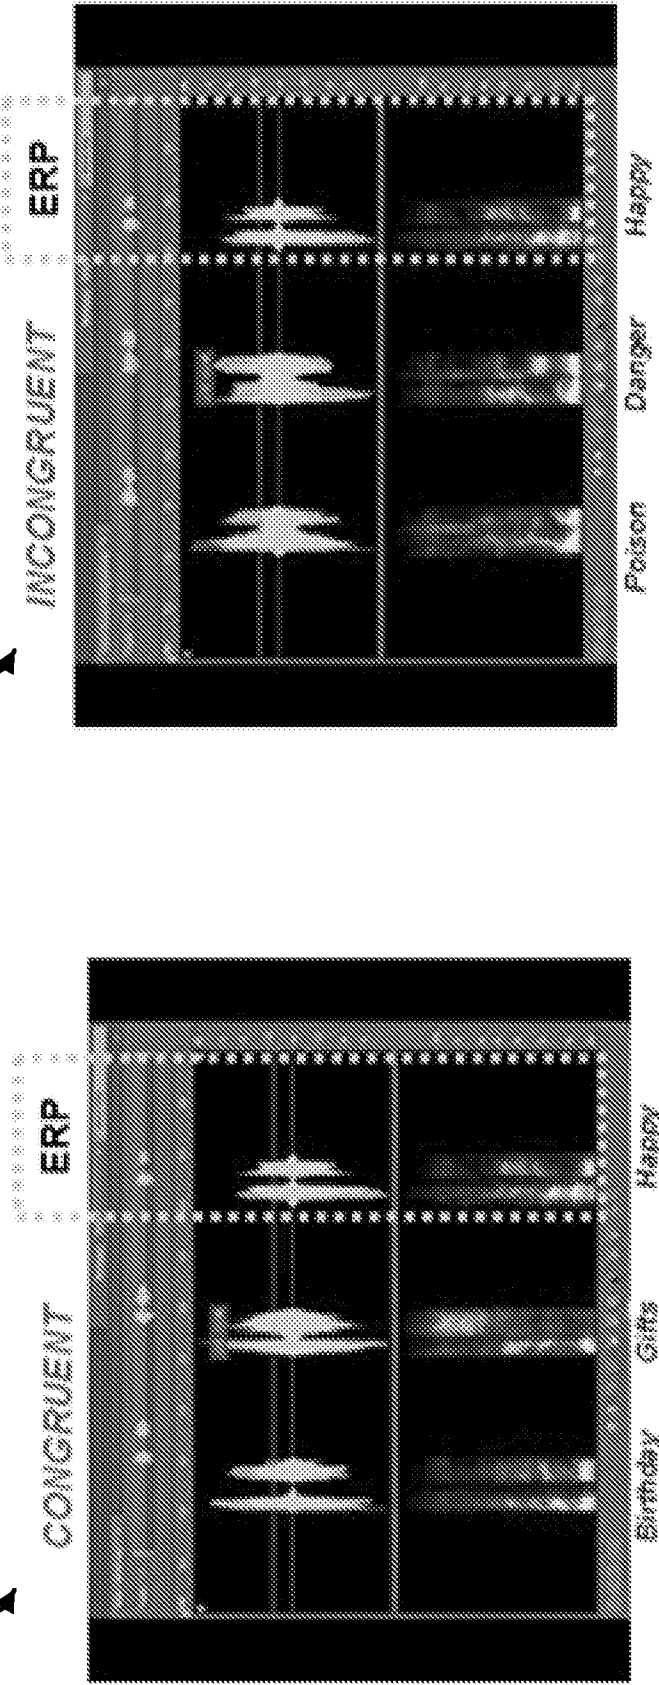 CONGRUENT
ERP
Birthday Gifts Happy
INCONGRUENT
ERP
Poison Danger Happy